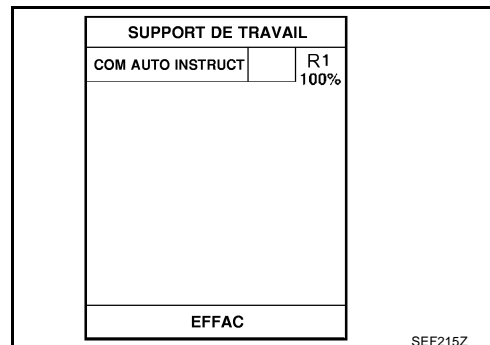 SUPPORT DE TRAVAIL
COM AUTO INSTRUCT R1
100%
EFFAC
SEF215Z